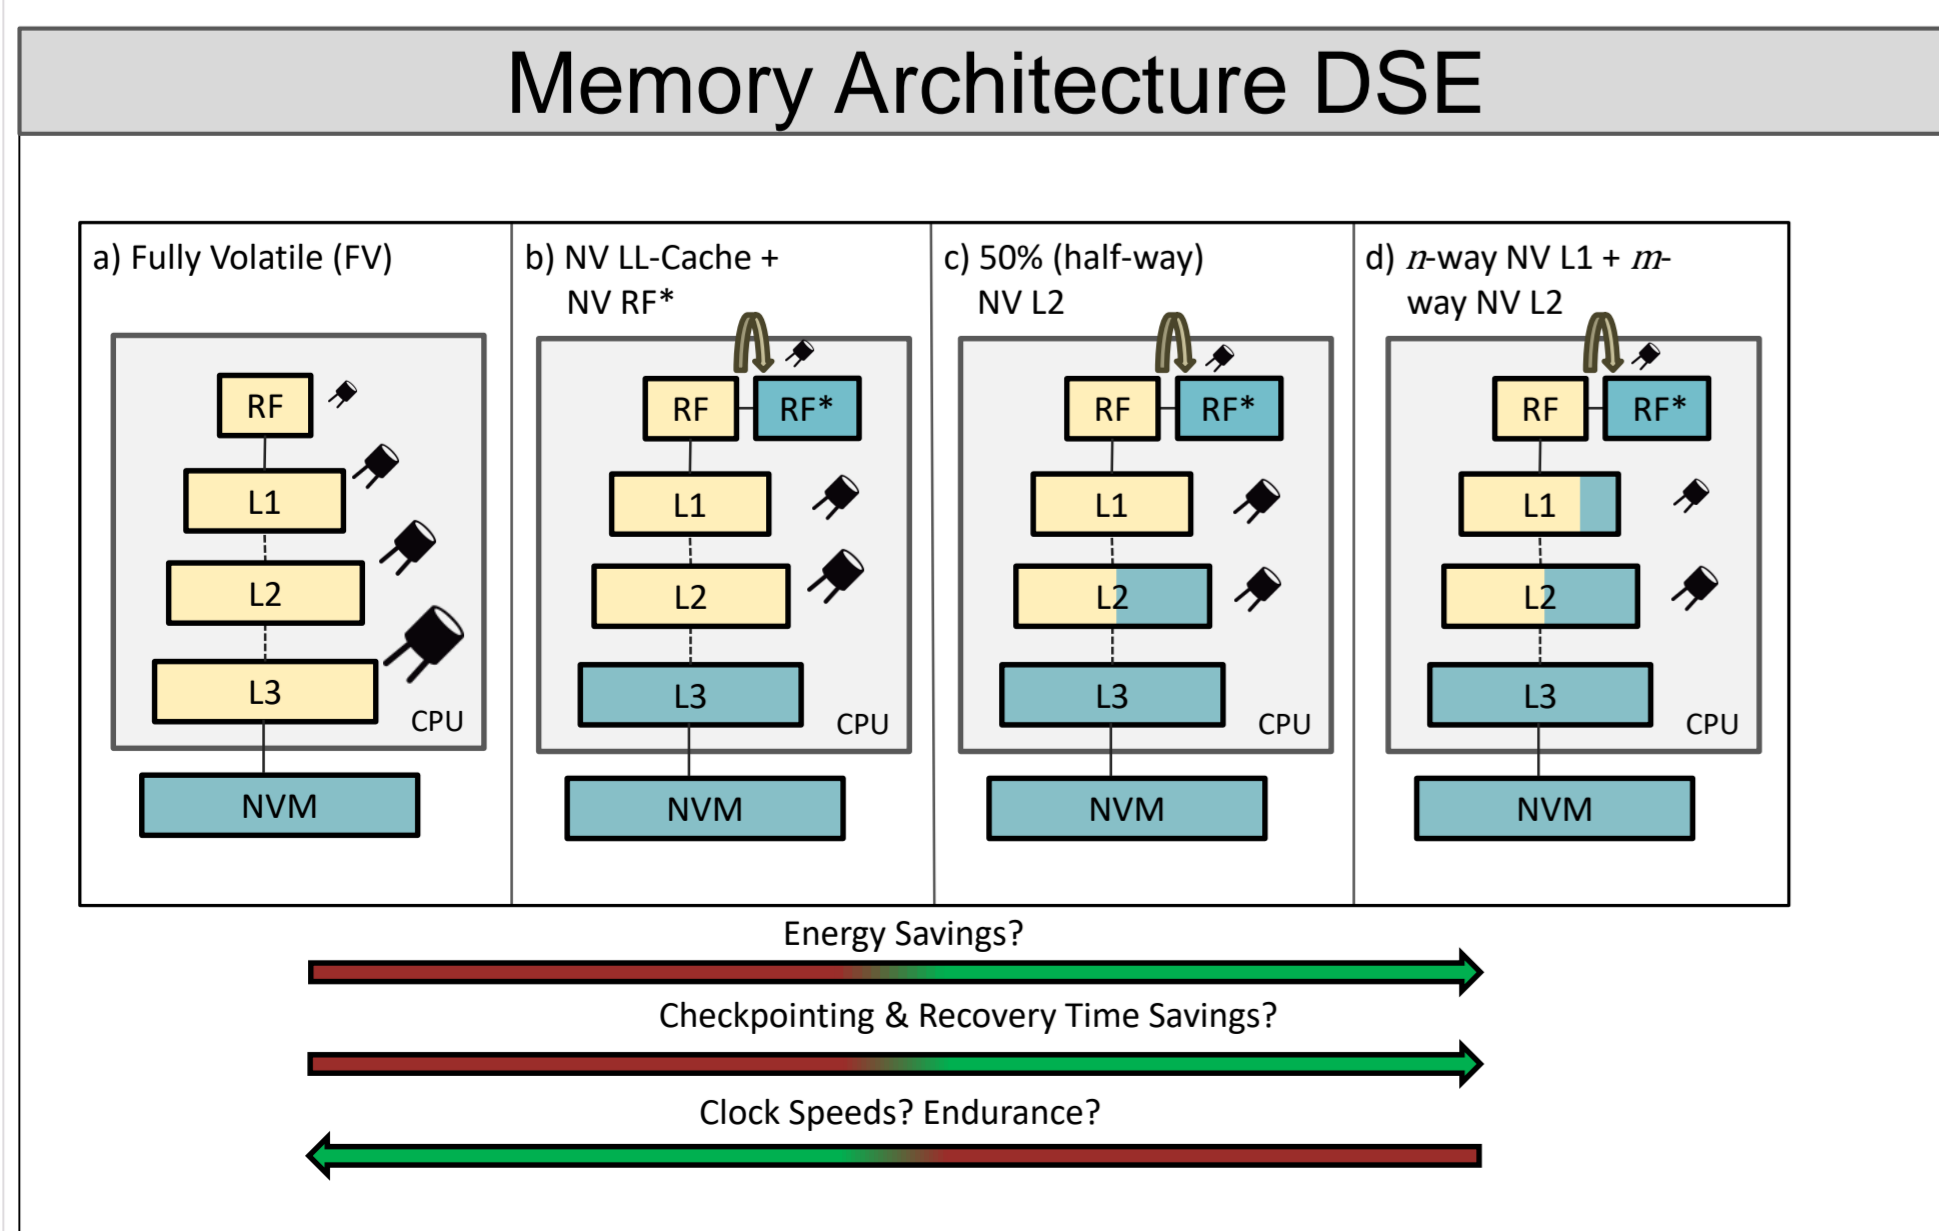 Memory Architecture DSE
a) Fully Volatile (FV)
RF
L1
L2
L3
CPU
NVM
b) NV LL-Cache +
NV RF*
RF
RF*
L1
L2
L3
CPU
NVM
c) 50% (half-way)
NV L2
RF
RF*
L1
L2
L3
CPU
NVM
d) n-way NV L1 + m-
way NV L2
RF
RF*
L1
L2
L3
CPU
NVM
Energy Savings?
Checkpointing & Recovery Time Savings?
Clock Speeds? Endurance?